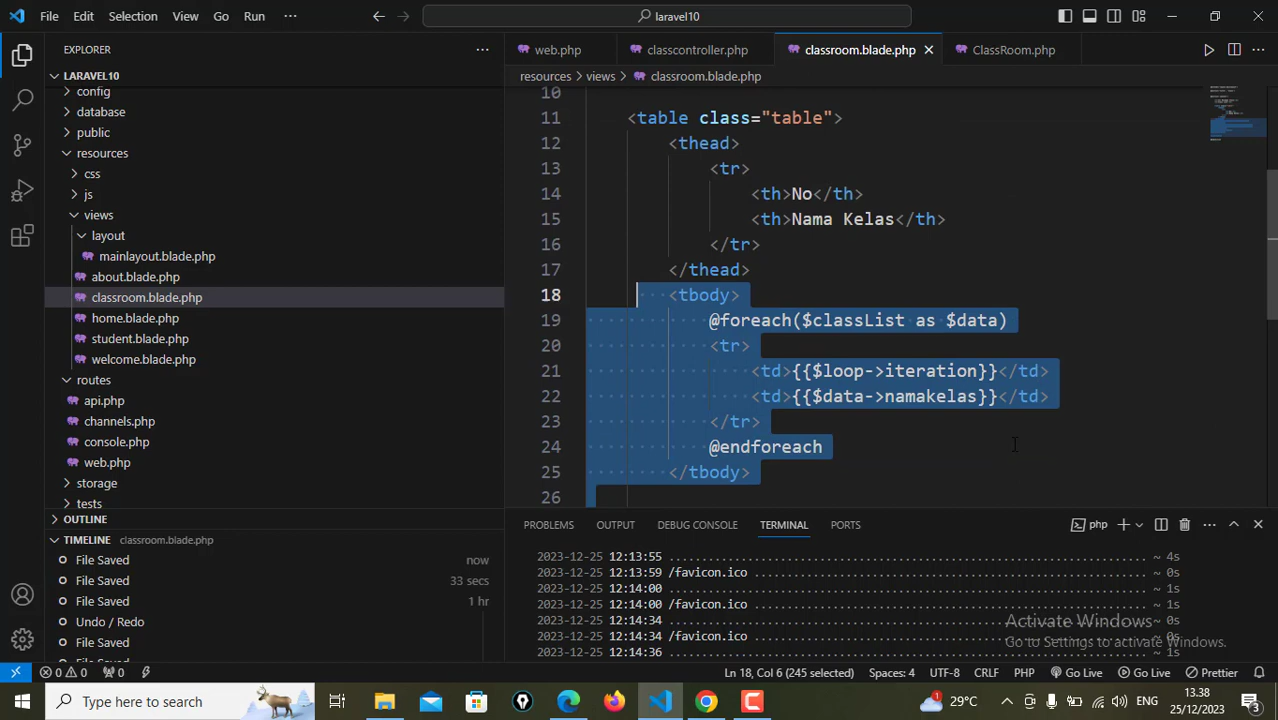 File Edit Selection View Go Run ··· laravel10
EXPLORER ···
web.php classcontroller.php classroom.blade.php ClassRoom.php ···
LARAVEL10
resources > views > classroom.blade.php
config
database
public
resources
css
js
views
layout
mainlayout.blade.php
about.blade.php
classroom.blade.php
home.blade.php
student.blade.php
welcome.blade.php
routes
api.php
channels.php
console.php
web.php
storage
tests
OUTLINE
TIMELINE classroom.blade.php
File Saved now
File Saved 33 secs
File Saved 1 hr
Undo / Redo
File Saved
File Saved
10
11 <table class="table">
12 <thead>
13 <tr>
14 <th>No</th>
15 <th>Nama Kelas</th>
16 </tr>
17 </thead>
18 <tbody>
19 @foreach($classList as $data)
20 <tr>
21 <td>{{$loop->iteration}}</td>
22 <td>{{$data->namakelas}}</td>
23 </tr>
24 @endforeach
25 </tbody>
26
PROBLEMS OUTPUT DEBUG CONSOLE TERMINAL PORTS php
2023-12-25 12:13:55 ........ ~ 4s
2023-12-25 12:13:59 /favicon.ico ........ ~ 0s
2023-12-25 12:14:00 ........ ~ 1s
2023-12-25 12:14:00 /favicon.ico ........ ~ 1s
2023-12-25 12:14:34 ........ ~ 0s
2023-12-25 12:14:34 /favicon.ico ........ ~ 0s
2023-12-25 12:14:36 ........ ~ 1s
Activate Windows
Go to Settings to activate Windows.
0 0 0 Ln 18, Col 6 (245 selected) Spaces: 4 UTF-8 CRLF PHP Go Live Go Live Prettier
Type here to search 1 29°C ENG 13.38
25/12/2023 3